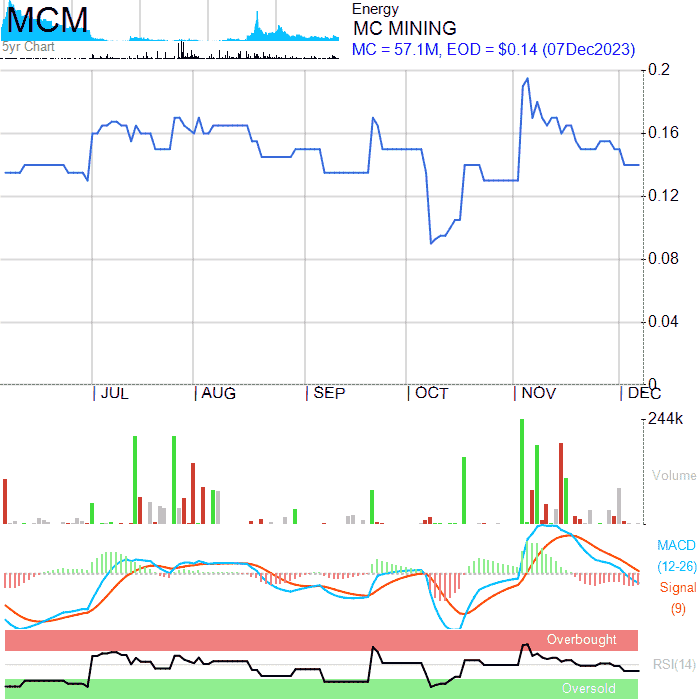 MCM
5yr Chart
Energy
MC MINING
MC = 57.1M, EOD = $0.14 (07Dec2023)
0.2
0.16
0.12
0.08
0.04
0
JUL AUG SEP OCT NOV DEC
244k
Volume
MACD
(12-26)
Signal
(9)
Overbought
RSI(14)
Oversold